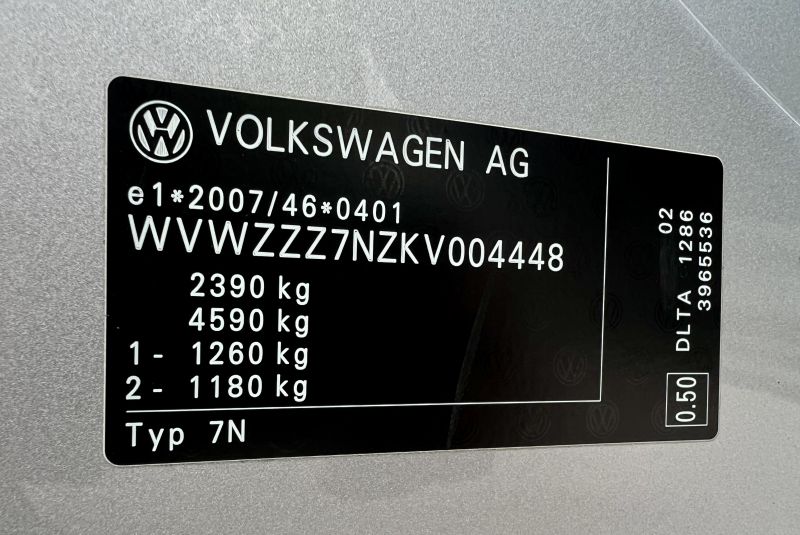 VOLKSWAGEN AG
e1*2007/46*0401
WVWZZZ7NZKV004448
2390 kg
4590 kg
1 - 1260 kg
2 - 1180 kg
Typ 7N
02
DLTA 1286
3965536
0.50